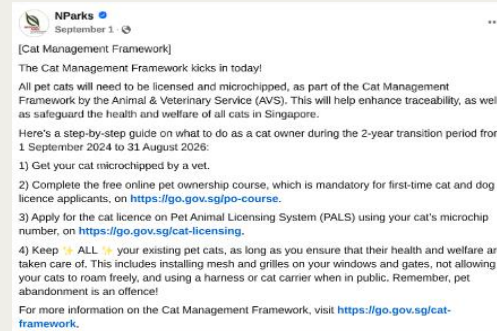 NParks
September 1 ·
[Cat Management Framework]
The Cat Management Framework kicks in today!
All pet cats will need to be licensed and microchipped, as part of the Cat Management
Framework by the Animal & Veterinary Service (AVS). This will help enhance traceability, as well
as safeguard the health and welfare of all cats in Singapore.
Here's a step-by-step guide on what to do as a cat owner during the 2-year transition period from
1 September 2024 to 31 August 2026:
1) Get your cat microchipped by a vet.
2) Complete the free online pet ownership course, which is mandatory for first-time cat and dog
licence applicants, on https://go.gov.sg/po-course.
3) Apply for the cat licence on Pet Animal Licensing System (PALS) using your cat's microchip
number, on https://go.gov.sg/cat-licensing.
4) Keep ✨ ALL ✨ your existing pet cats, as long as you ensure that their health and welfare are
taken care of. This includes installing mesh and grilles on your windows and gates, not allowing
your cats to roam freely, and using a harness or cat carrier when in public. Remember, pet
abandonment is an offence!
For more information on the Cat Management Framework, visit https://go.gov.sg/cat-
framework.